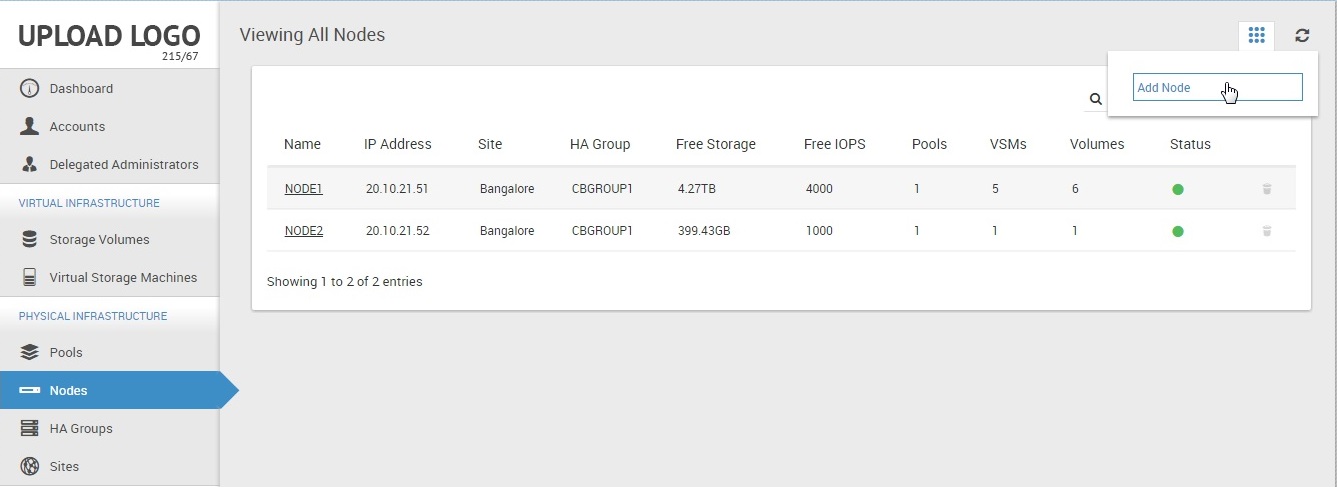 UPLOAD LOGO
215/67
Dashboard
Accounts
Delegated Administrators
VIRTUAL INFRASTRUCTURE
Storage Volumes
Virtual Storage Machines
PHYSICAL INFRASTRUCTURE
Pools
Nodes
HA Groups
Sites
Viewing All Nodes
Add Node
Name IP Address Site HA Group Free Storage Free IOPS Pools VSMs Volumes Status
NODE1 20.10.21.51 Bangalore CBGROUP1 4.27TB 4000 1 5 6
NODE2 20.10.21.52 Bangalore CBGROUP1 399.43GB 1000 1 1 1
Showing 1 to 2 of 2 entries